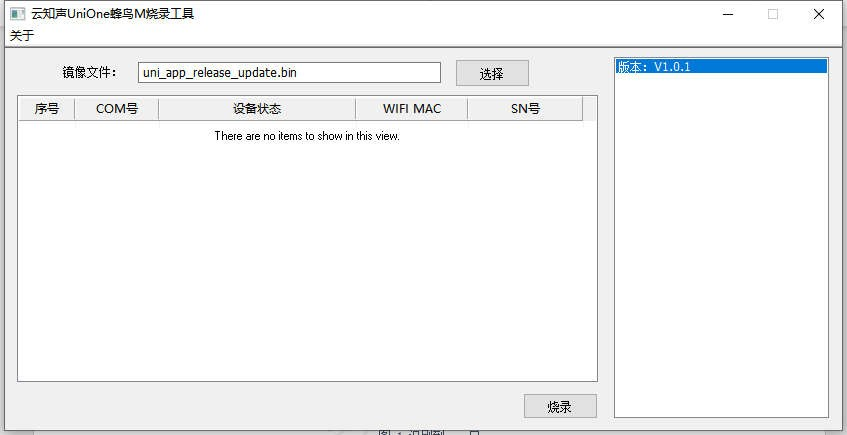 云知声UniOne蜂鸟M烧录工具
关于
镜像文件： uni_app_release_update.bin 选择
版本：V1.0.1
序号 COM号 设备状态 WIFI MAC SN号
There are no items to show in this view.
烧录